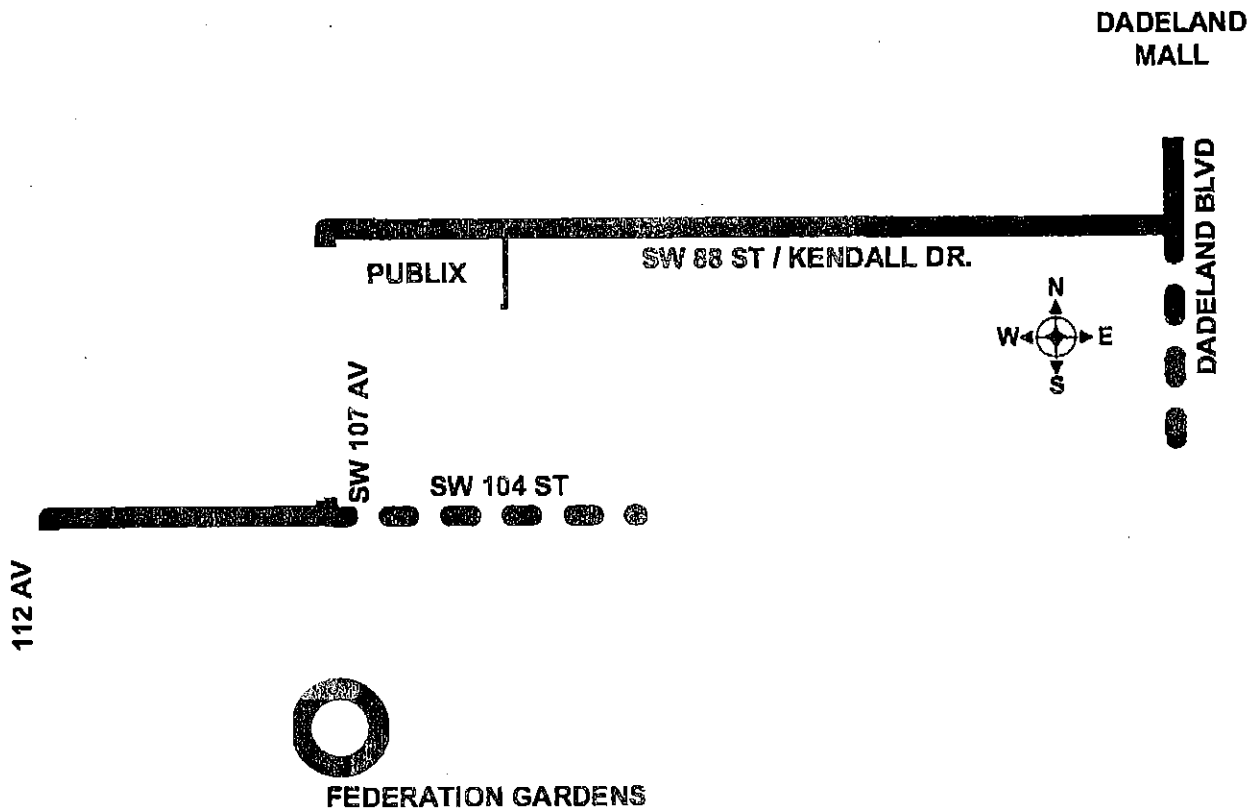 DADELAND
MALL
DADELAND BLVD
SW 88 ST / KENDALL DR.
PUBLIX
N
W E
S
SW 107 AV
SW 104 ST
112 AV
FEDERATION GARDENS